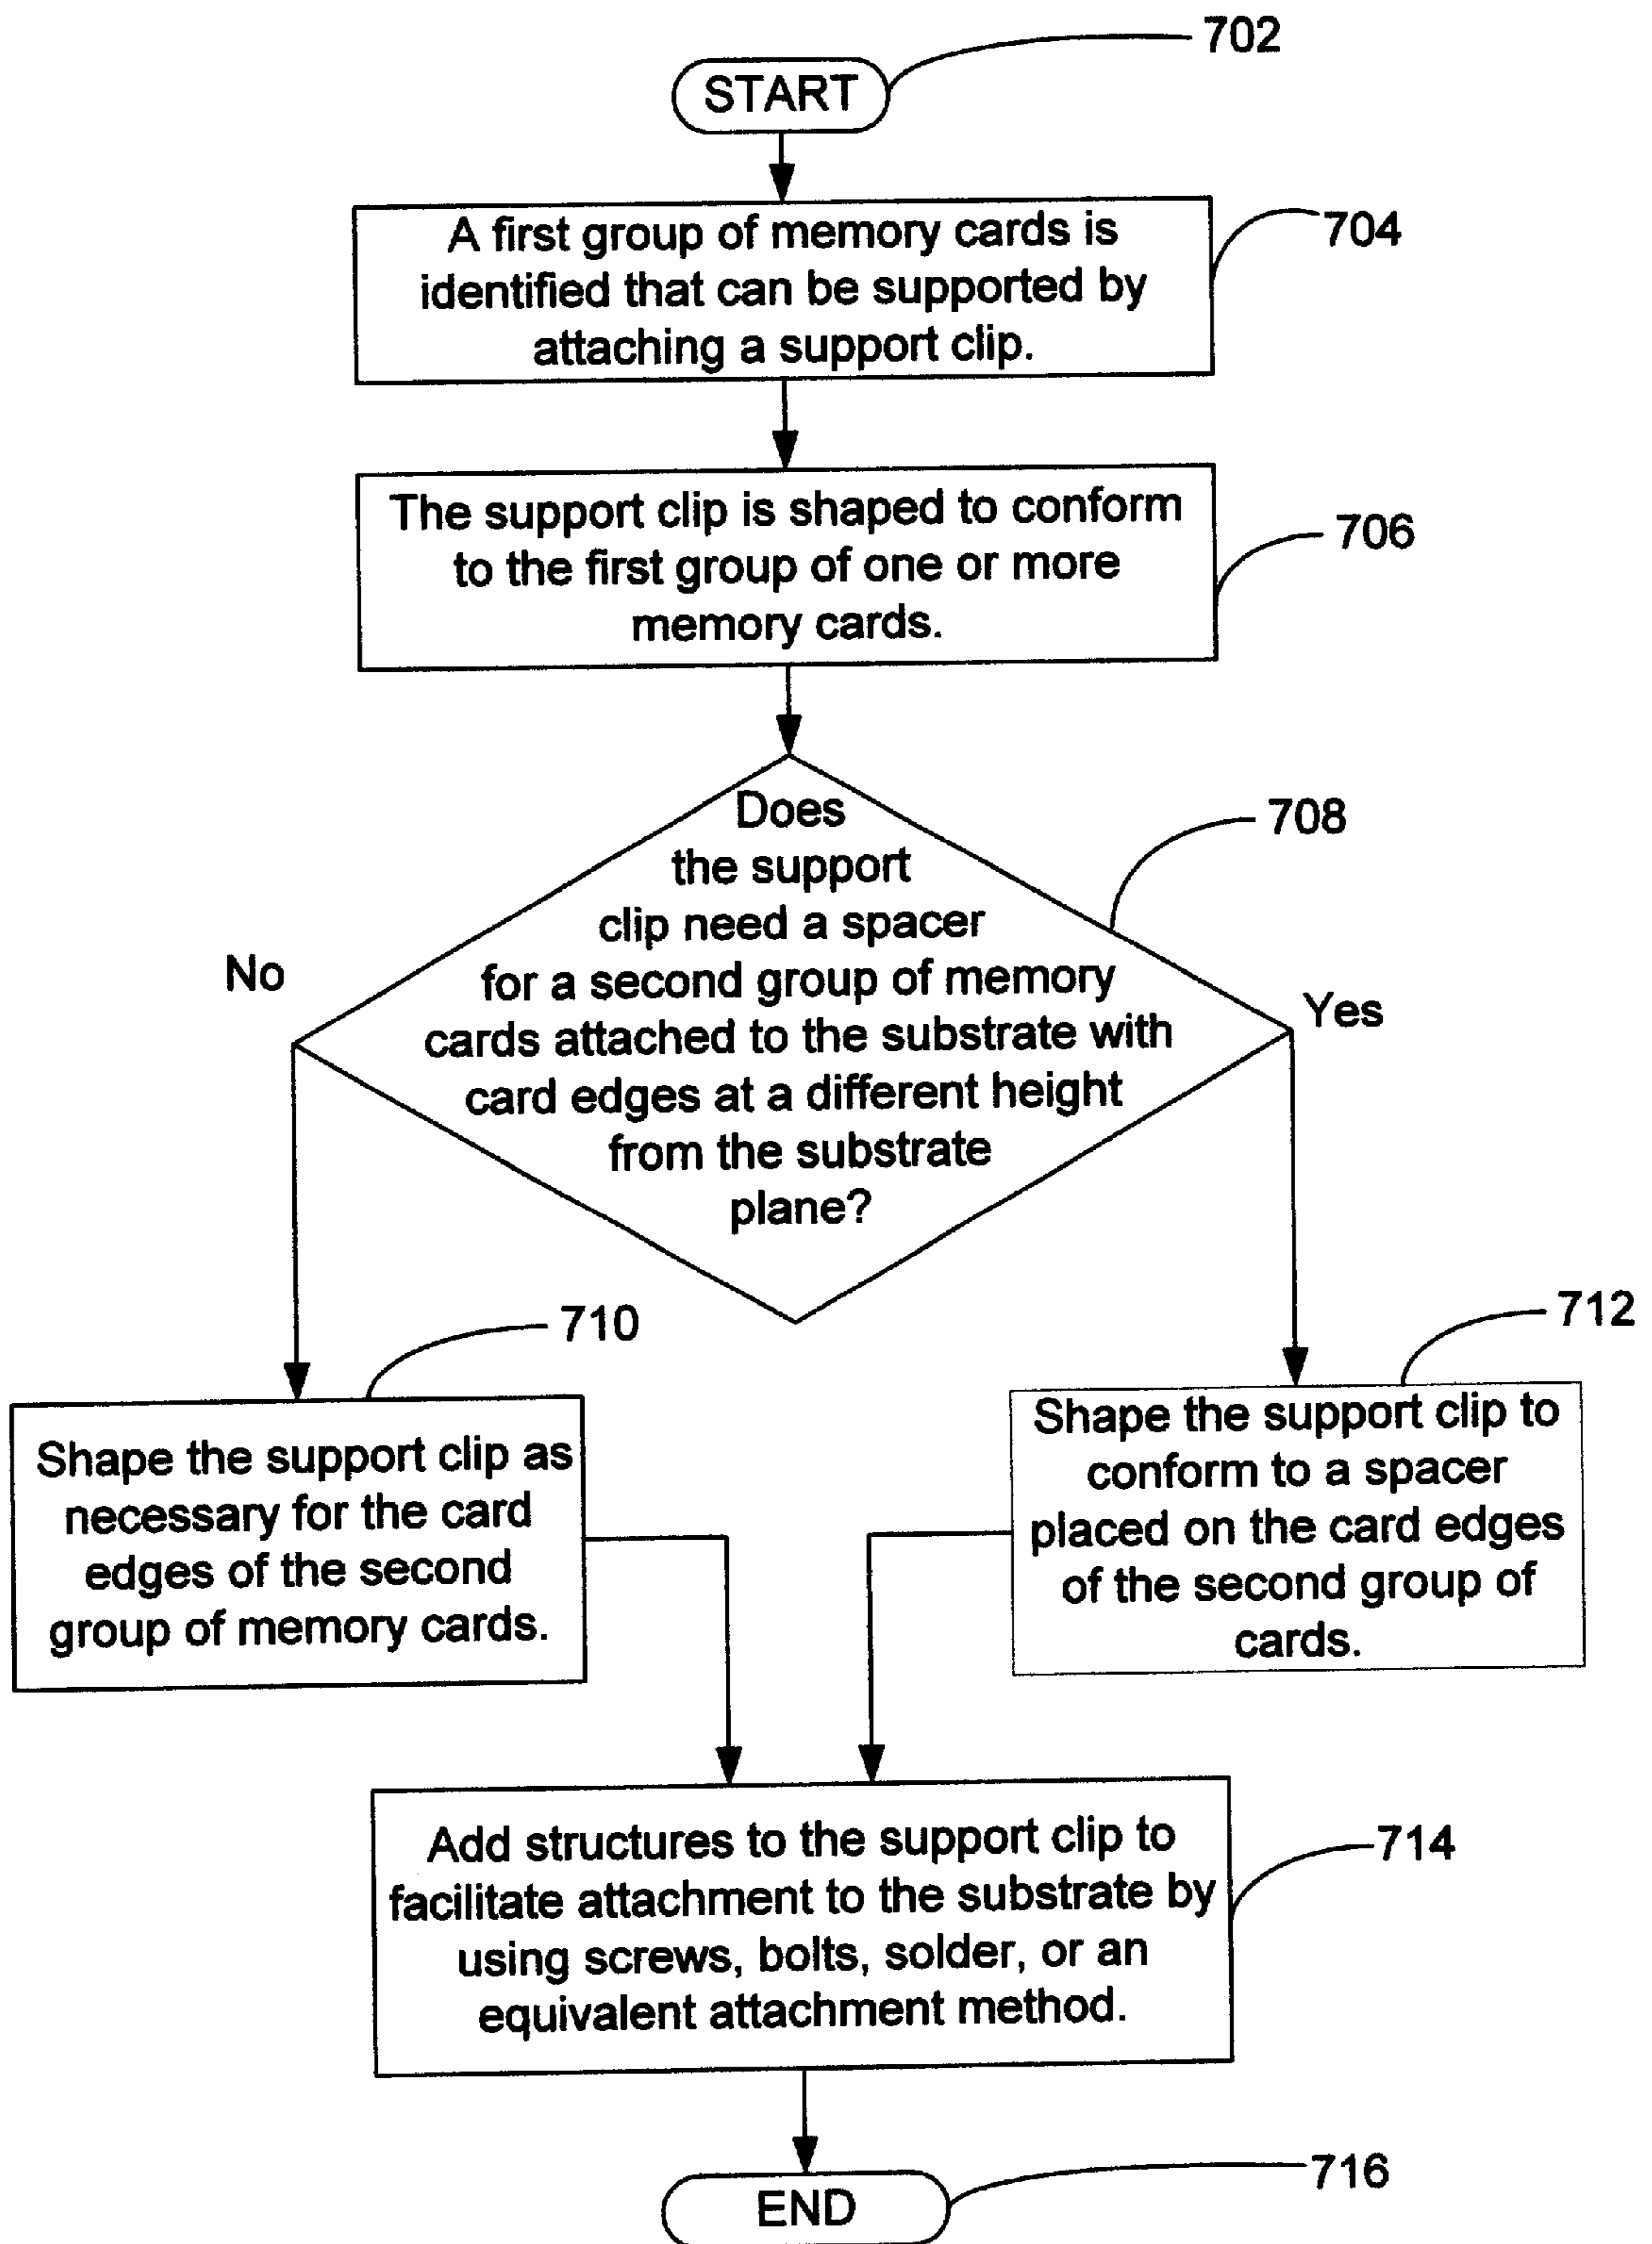 702
START
A first group of memory cards is
identified that can be supported by
attaching a support clip.
704
The support clip is shaped to conform
to the first group of one or more
memory cards.
706
Does
the support
clip need a spacer
for a second group of memory
cards attached to the substrate with
card edges at a different height
from the substrate
plane?
708
No
Yes
710
Shape the support clip as
necessary for the card
edges of the second
group of memory cards.
712
Shape the support clip to
conform to a spacer
placed on the card edges
of the second group of
cards.
Add structures to the support clip to
facilitate attachment to the substrate by
using screws, bolts, solder, or an
equivalent attachment method.
714
END
716